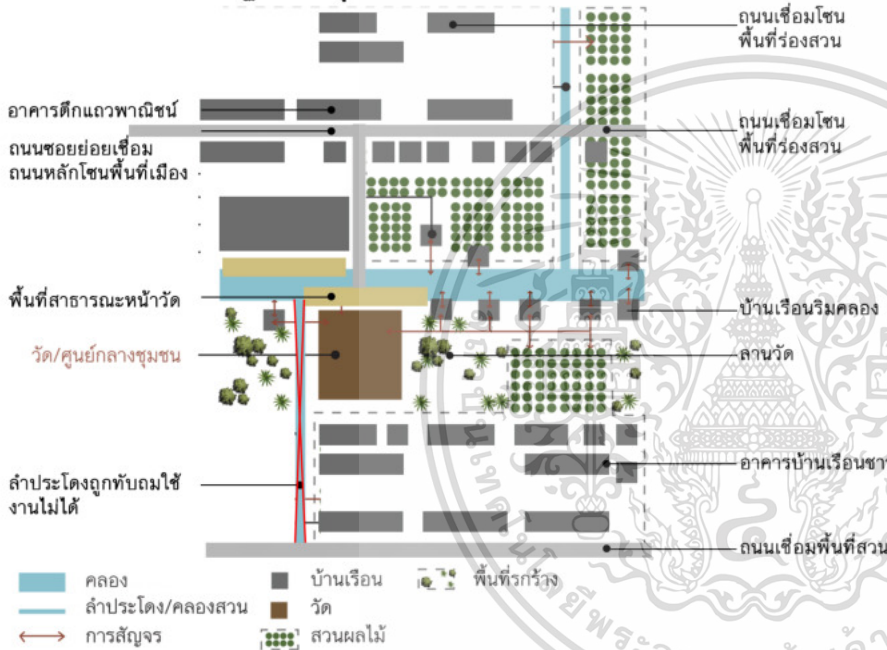 ถนนเชื่อมโซน
พื้นที่ร่องสวน
อาคารตึกแถวพาณิชน์
ถนนซอยย่อยเชื่อม
ถนนหลักโซนพื้นที่เมือง
ถนนเชื่อมโซน
พื้นที่ร่องสวน
พื้นที่สาธารณะหน้าวัด
บ้านเรือนริมคลอง
วัด/ศูนย์กลางชุมชน
ลานวัด
ลำประโดงถูกทับถมใช้
งานไม่ได้
อาคารบ้านเรือนชา
ถนนเชื่อมพื้นที่สวน
คลอง
บ้านเรือน
พื้นที่รกร้าง
ลำประโดง/คลองสวน
วัด
การสัญจร
สวนผลไม้